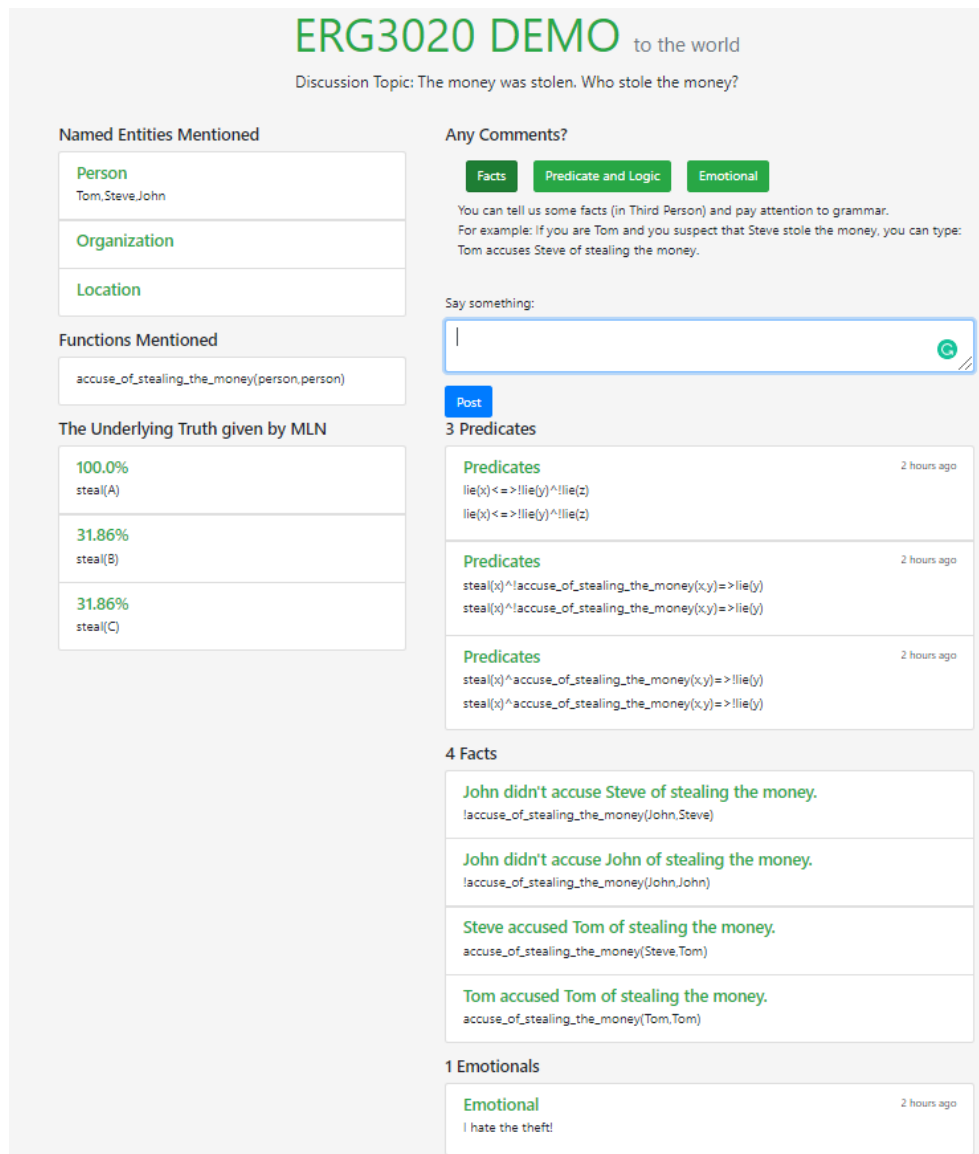 ERG3020 DEMO to the world
Discussion Topic: The money was stolen. Who stole the money?
Named Entities Mentioned
Person
Tom,Steve,John
Organization
Location
Functions Mentioned
accuse_of_stealing_the_money(person,person)
The Underlying Truth given by MLN
100.0%
steal(A)
31.86%
steal(B)
31.86%
steal(C)
Any Comments?
Facts
Predicate and Logic
Emotional
You can tell us some facts (in Third Person) and pay attention to grammar.
For example: If you are Tom and you suspect that Steve stole the money, you can type:
Tom accuses Steve of stealing the money.
Say something:
Post
3 Predicates
Predicates 2 hours ago
lie(x)<=>!lie(y)^!lie(z)
lie(x)<=>!lie(y)^!lie(z)
Predicates 2 hours ago
steal(x)^!accuse_of_stealing_the_money(x,y)=>lie(y)
steal(x)^!accuse_of_stealing_the_money(x,y)=>lie(y)
Predicates 2 hours ago
steal(x)^accuse_of_stealing_the_money(x,y)=>!lie(y)
steal(x)^accuse_of_stealing_the_money(x,y)=>!lie(y)
4 Facts
John didn't accuse Steve of stealing the money.
!accuse_of_stealing_the_money(John,Steve)
John didn't accuse John of stealing the money.
!accuse_of_stealing_the_money(John,John)
Steve accused Tom of stealing the money.
accuse_of_stealing_the_money(Steve,Tom)
Tom accused Tom of stealing the money.
accuse_of_stealing_the_money(Tom,Tom)
1 Emotionals
Emotional 2 hours ago
I hate the theft!